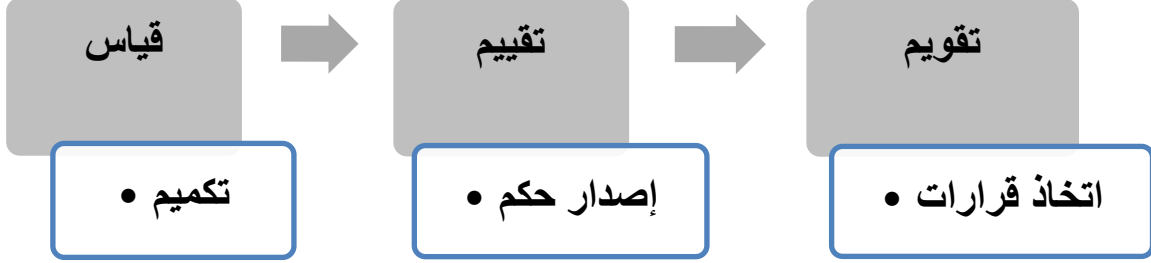 قياس
تكميم •
تقييم
إصدار حكم •
تقويم
اتخاذ قرارات •